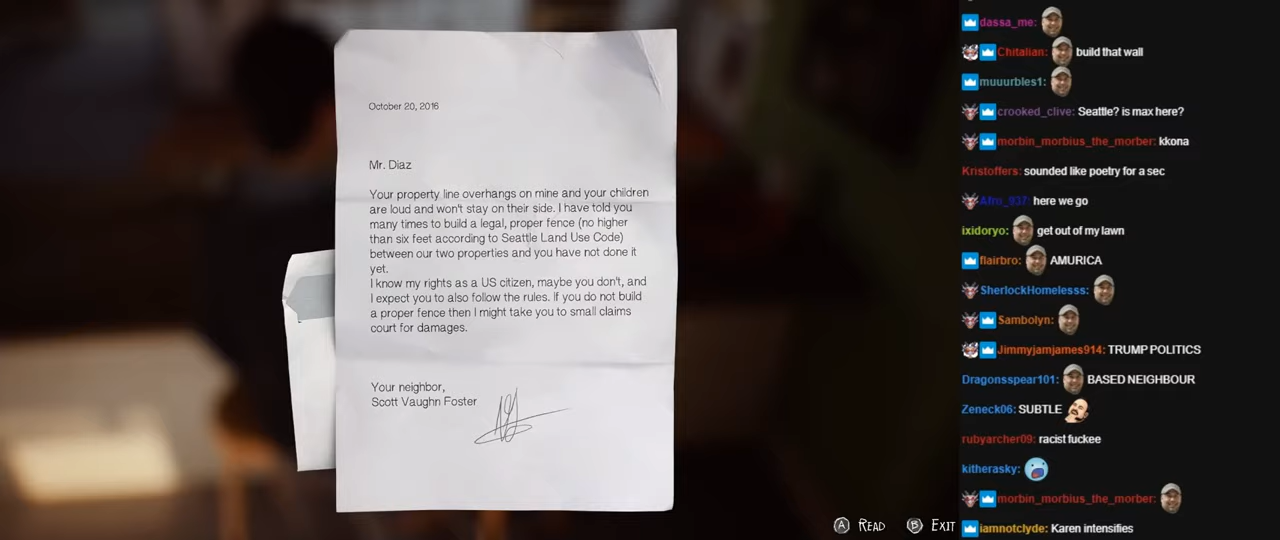 October 20, 2016
Mr. Diaz
Your property line overhangs on mine and your children
are loud and won't stay on their side. I have told you
many times to build a legal, proper fence (no higher
than six feet according to Seattle Land Use Code)
between our two properties and you have not done it
yet.
I know my rights as a US citizen, maybe you don't, and
I expect you to also follow the rules. If you do not build
a proper fence then I might take you to small claims
court for damages.
Your neighbor,
Scott Vaughn Foster
A READ B EXIT
dassa_me:
Chitalian: build that wall
muuurbles1:
crooked_clive: Seattle? is max here?
morbin_morbius_the_morber: kkona
Kristoffers: sounded like poetry for a sec
Afro_937: here we go
ixidoryo: get out of my lawn
flairbro: AMURICA
SherlockHomelesss:
Sambolyn:
Jimmyjamjames914: TRUMP POLITICS
Dragonsspear101: BASED NEIGHBOUR
Zeneck06: SUBTLE
rubyarcher09: racist fuckee
kitherasky:
morbin_morbius_the_morber:
iamnotclyde: Karen intensifies